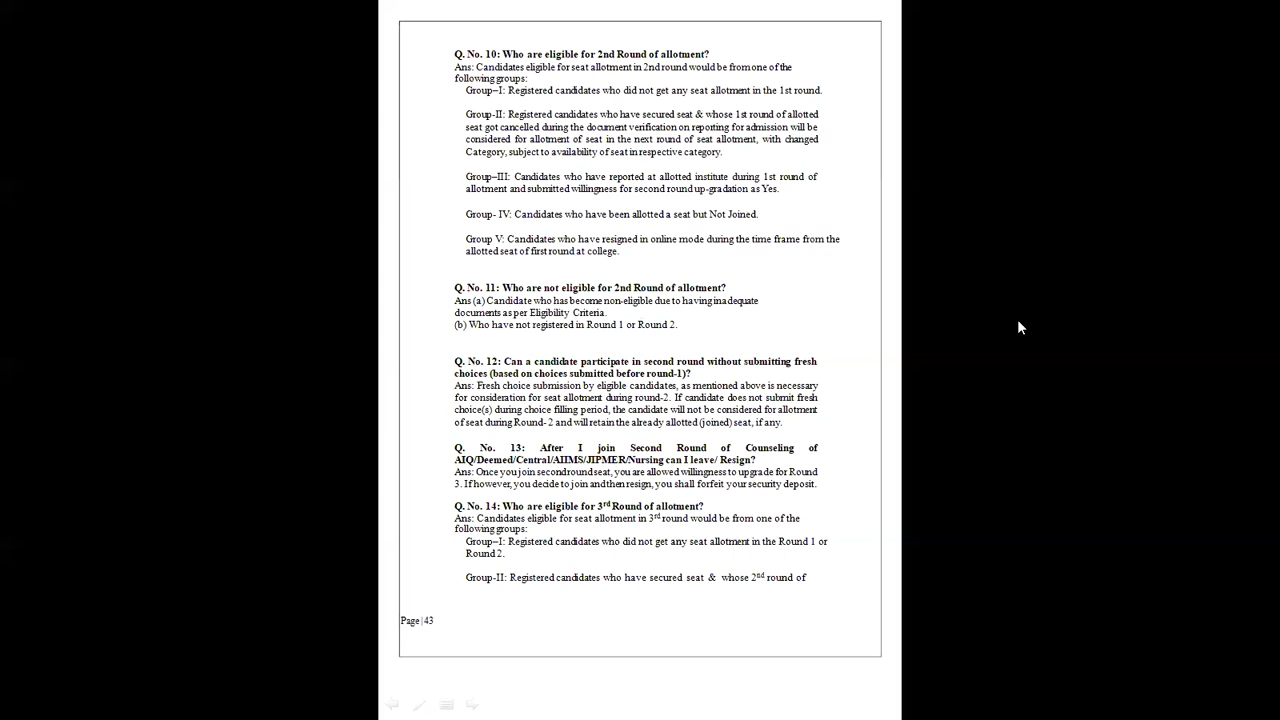 Q. No. 10: Who are eligible for 2nd Round of allotment?
Ans: Candidates eligible for seat allotment in 2nd round would be from one of the
following groups:
Group–I: Registered candidates who did not get any seat allotment in the 1st round.
Group-II: Registered candidates who have secured seat & whose 1st round of allotted
seat got cancelled during the document verification on reporting for admission will be
considered for allotment of seat in the next round of seat allotment, with changed
Category, subject to availability of seat in respective category.
Group–III: Candidates who have reported at allotted institute during 1st round of
allotment and submitted willingness for second round up-gradation as Yes.
Group- IV: Candidates who have been allotted a seat but Not Joined.
Group V: Candidates who have resigned in online mode during the time frame from the
allotted seat of first round at college.
Q. No. 11: Who are not eligible for 2nd Round of allotment?
Ans (a) Candidate who has become non-eligible due to having inadequate
documents as per Eligibility Criteria.
(b) Who have not registered in Round 1 or Round 2.
Q. No. 12: Can a candidate participate in second round without submitting fresh
choices (based on choices submitted before round-1)?
Ans: Fresh choice submission by eligible candidates, as mentioned above is necessary
for consideration for seat allotment during round-2. If candidate does not submit fresh
choice(s) during choice filling period, the candidate will not be considered for allotment
of seat during Round- 2 and will retain the already allotted (joined) seat, if any.
Q. No. 13: After I join Second Round of Counseling of
AIQ/Deemed/Central/AIIMS/JIPMER/Nursing can I leave/ Resign?
Ans: Once you join second round seat, you are allowed willingness to upgrade for Round
3. If however, you decide to join and then resign, you shall forfeit your security deposit.
Q. No. 14: Who are eligible for 3rd Round of allotment?
Ans: Candidates eligible for seat allotment in 3rd round would be from one of the
following groups:
Group–I: Registered candidates who did not get any seat allotment in the Round 1 or
Round 2.
Group-II: Registered candidates who have secured seat & whose 2nd round of
Page | 43